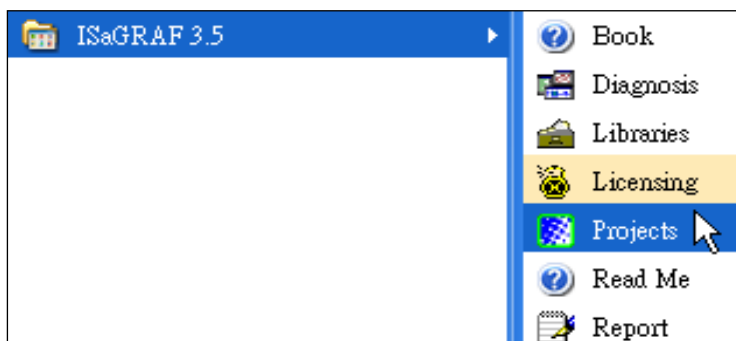 ISaGRAF 3.5
Book
Diagnosis
Libraries
Licensing
Projects
Read Me
Report